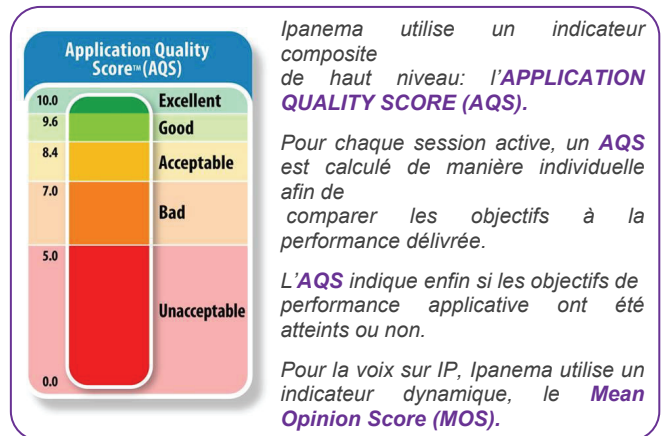 Application Quality
Score™(AQS)
10.0
Excellent
9.6
Good
8.4
Acceptable
7.0
Bad
5.0
Unacceptable
0.0
Ipanema utilise un indicateur
composite
de haut niveau: l'APPLICATION
QUALITY SCORE (AQS).
Pour chaque session active, un AQS
est calculé de manière individuelle
afin de
comparer les objectifs à la
performance délivrée.
L'AQS indique enfin si les objectifs de
performance applicative ont été
atteints ou non.
Pour la voix sur IP, Ipanema utilise un
indicateur dynamique, le Mean
Opinion Score (MOS).